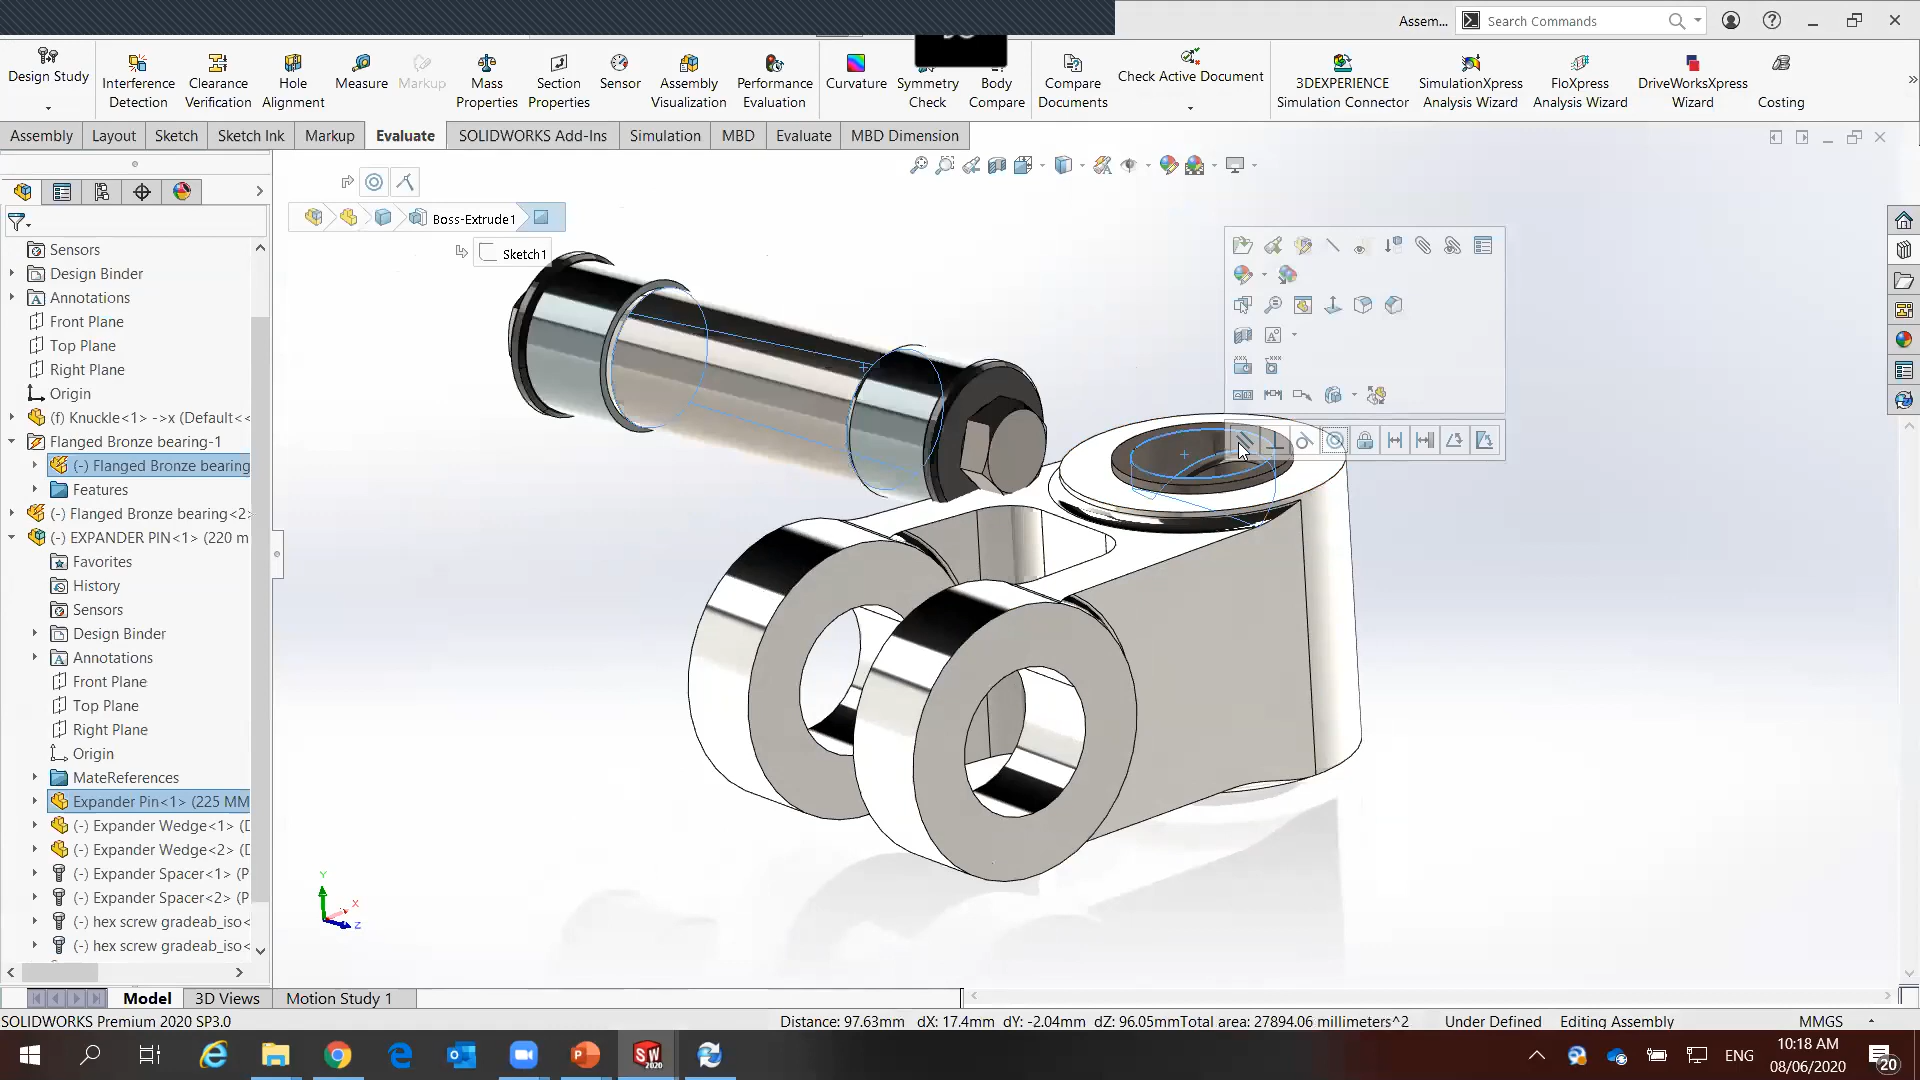 Assem...
Search Commands
Design Study
Interference Detection
Clearance Verification
Hole Alignment
Measure
Markup
Mass Properties
Section Properties
Sensor
Assembly Visualization
Performance Evaluation
Curvature
Symmetry Check
Body Compare
Compare Documents
Check Active Document
3DEXPERIENCE Simulation Connector
SimulationXpress Analysis Wizard
FloXpress Analysis Wizard
DriveWorksXpress Wizard
Costing
Assembly
Layout
Sketch
Sketch Ink
Markup
Evaluate
SOLIDWORKS Add-Ins
Simulation
MBD
Evaluate
MBD Dimension
Boss-Extrude1
Sketch1
Sensors
Design Binder
Annotations
Front Plane
Top Plane
Right Plane
Origin
(f) Knuckle<1> ->x (Default<<
Flanged Bronze bearing-1
(-) Flanged Bronze bearing
Features
(-) Flanged Bronze bearing<2>
(-) EXPANDER PIN<1> (220 m
Favorites
History
Sensors
Design Binder
Annotations
Front Plane
Top Plane
Right Plane
Origin
MateReferences
Expander Pin<1> (225 MM
(-) Expander Wedge<1> (D
(-) Expander Wedge<2> (D
(-) Expander Spacer<1> (P
(-) Expander Spacer<2> (P
(-) hex screw gradeab_iso<
(-) hex screw gradeab_iso<
Y
X
Z
Model
3D Views
Motion Study 1
SOLIDWORKS Premium 2020 SP3.0
Distance: 97.63mm dX: 17.4mm dY: -2.04mm dZ: 96.05mmTotal area: 27894.06 millimeters^2
Under Defined
Editing Assembly
MMGS
SW 2020
ENG
10:18 AM
08/06/2020
20